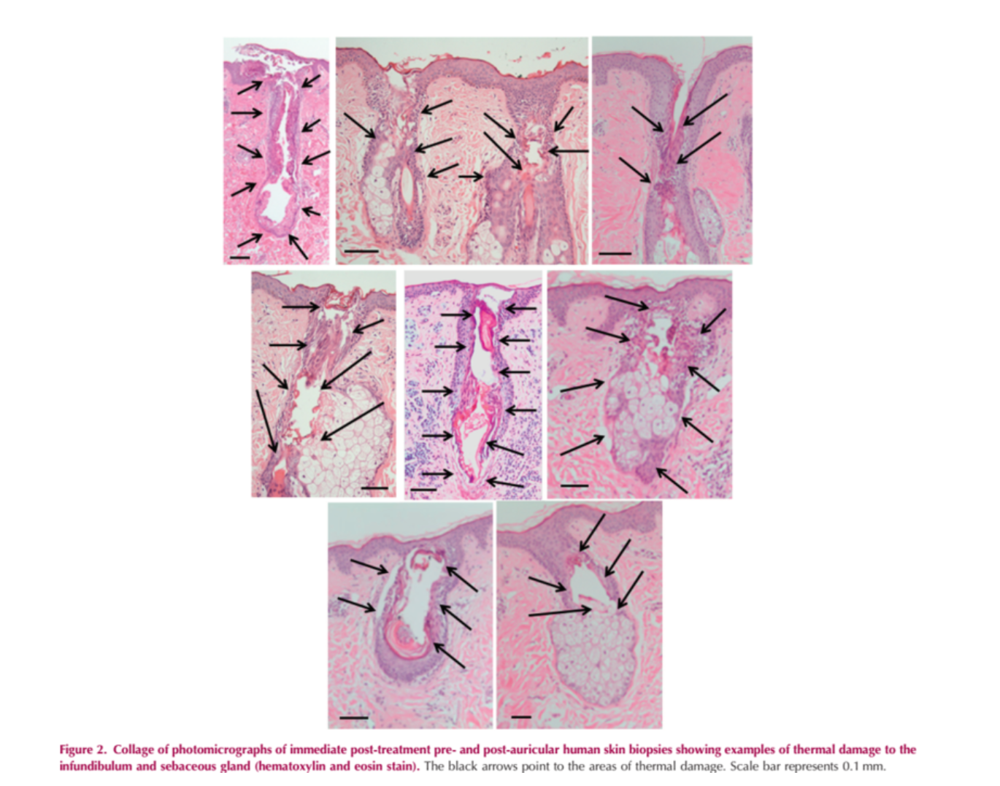 Figure 2. Collage of photomicrographs of immediate post-treatment pre- and post-auricular human skin biopsies showing examples of thermal damage to the
infundibulum and sebaceous gland (hematoxylin and eosin stain). The black arrows point to the areas of thermal damage. Scale bar represents 0.1 mm.